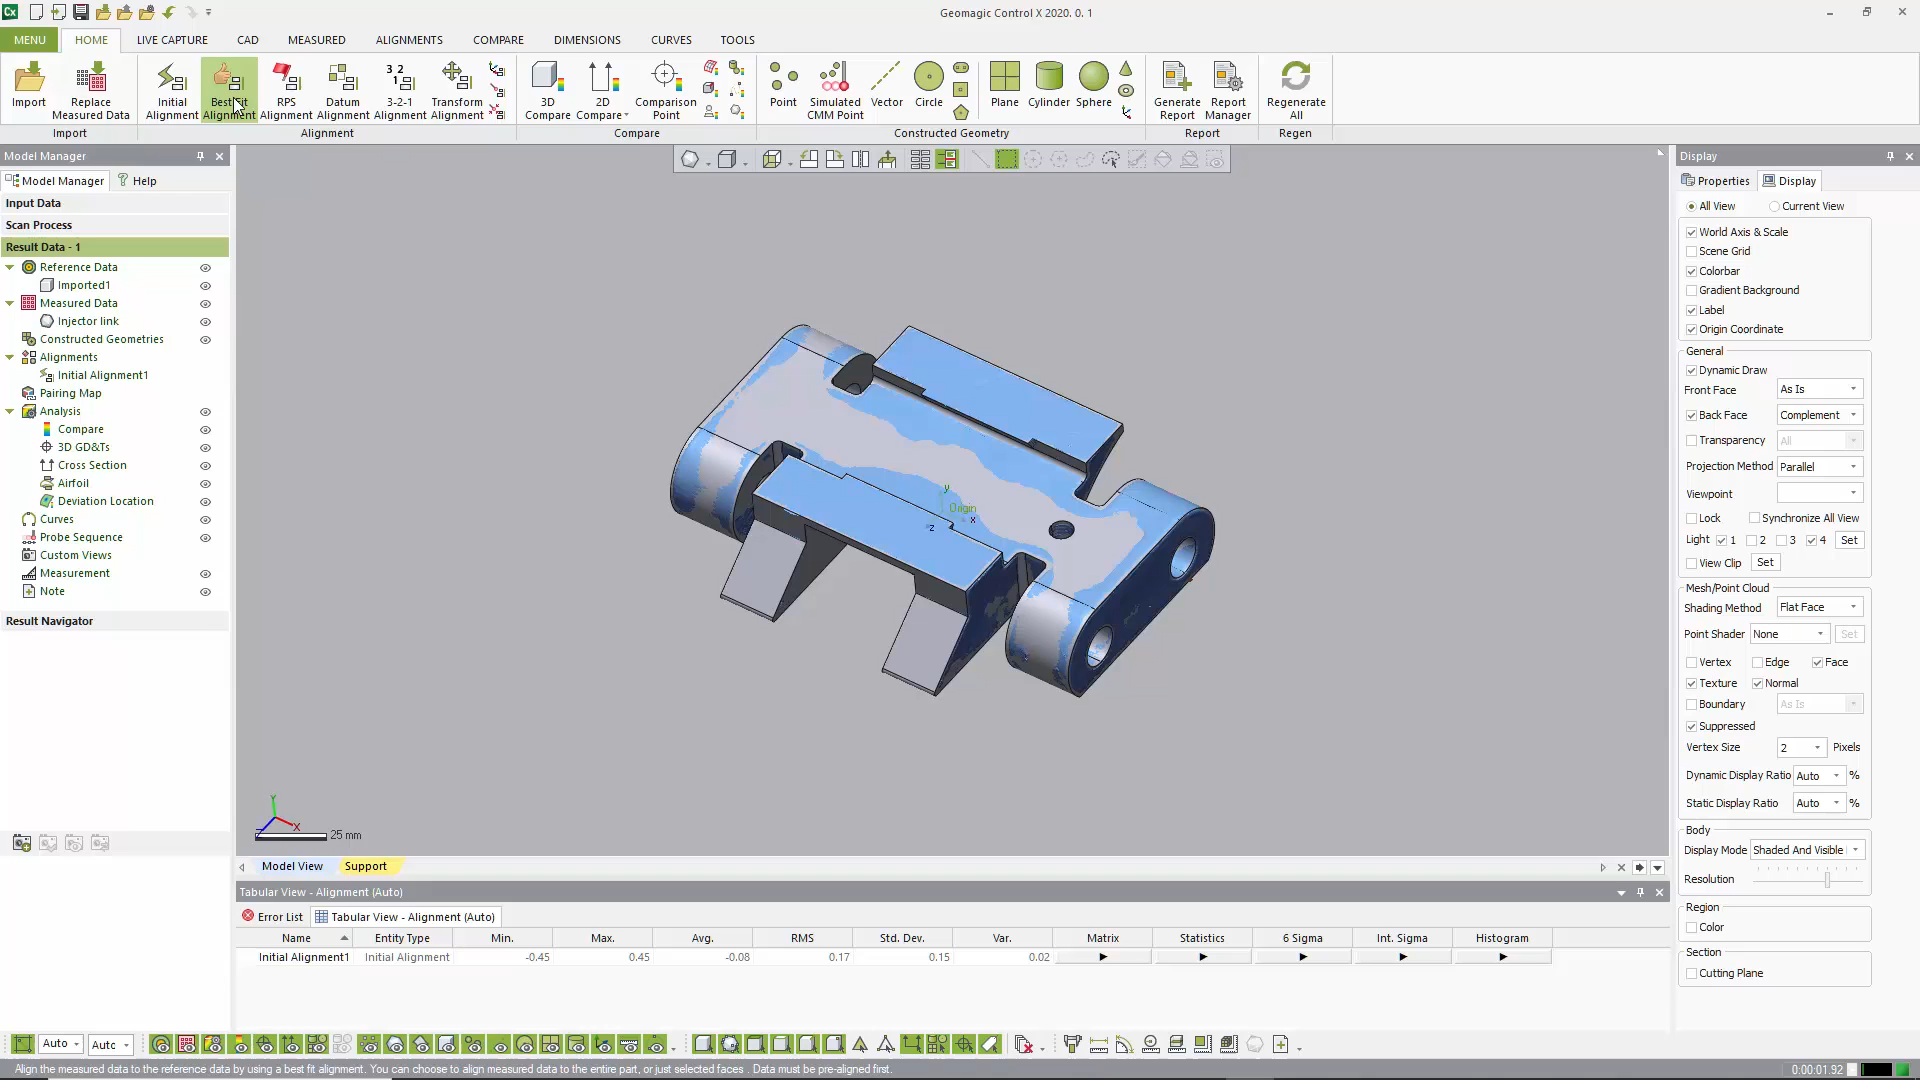 Cx
Geomagic Control X 2020. 0. 1
MENU
HOME
LIVE CAPTURE
CAD
MEASURED
ALIGNMENTS
COMPARE
DIMENSIONS
CURVES
TOOLS
Import
Replace Measured Data
Initial Alignment
Best Fit Alignment
RPS Alignment
Datum Alignment
3 2 1
3-2-1 Alignment
Transform Alignment
3D Compare
2D Compare
Comparison Point
Point
Simulated CMM Point
Vector
Circle
Plane
Cylinder
Sphere
Generate Report
Report Manager
Regenerate All
Import
Alignment
Compare
Constructed Geometry
Report
Regen
Model Manager
Model Manager
Help
Input Data
Scan Process
Result Data - 1
Reference Data
Imported1
Measured Data
Injector link
Constructed Geometries
Alignments
Initial Alignment1
Pairing Map
Analysis
Compare
3D GD&Ts
Cross Section
Airfoil
Deviation Location
Curves
Probe Sequence
Custom Views
Measurement
Note
Result Navigator
y
Origin
x
z
Y
X
25 mm
Model View
Support
Display
Properties
Display
All View
Current View
World Axis & Scale
Scene Grid
Colorbar
Gradient Background
Label
Origin Coordinate
General
Dynamic Draw
Front Face As Is
Back Face Complement
Transparency All
Projection Method Parallel
Viewpoint
Lock Synchronize All View
Light 1 2 3 4 Set
View Clip Set
Mesh/Point Cloud
Shading Method Flat Face
Point Shader None Set
Vertex Edge Face
Texture Normal
Boundary As Is
Suppressed
Vertex Size 2 Pixels
Dynamic Display Ratio Auto %
Static Display Ratio Auto %
Body
Display Mode Shaded And Visible
Resolution
Region
Color
Section
Cutting Plane
Tabular View - Alignment (Auto)
Error List
Tabular View - Alignment (Auto)
Name Entity Type Min. Max. Avg. RMS Std. Dev. Var. Matrix Statistics 6 Sigma Int. Sigma Histogram
Initial Alignment1 Initial Alignment -0.45 0.45 -0.08 0.17 0.15 0.02
Auto
Auto
Align the measured data to the reference data by using a best fit alignment. You can choose to align measured data to the entire part, or just selected faces . Data must be pre-aligned first.
0:00:01.92